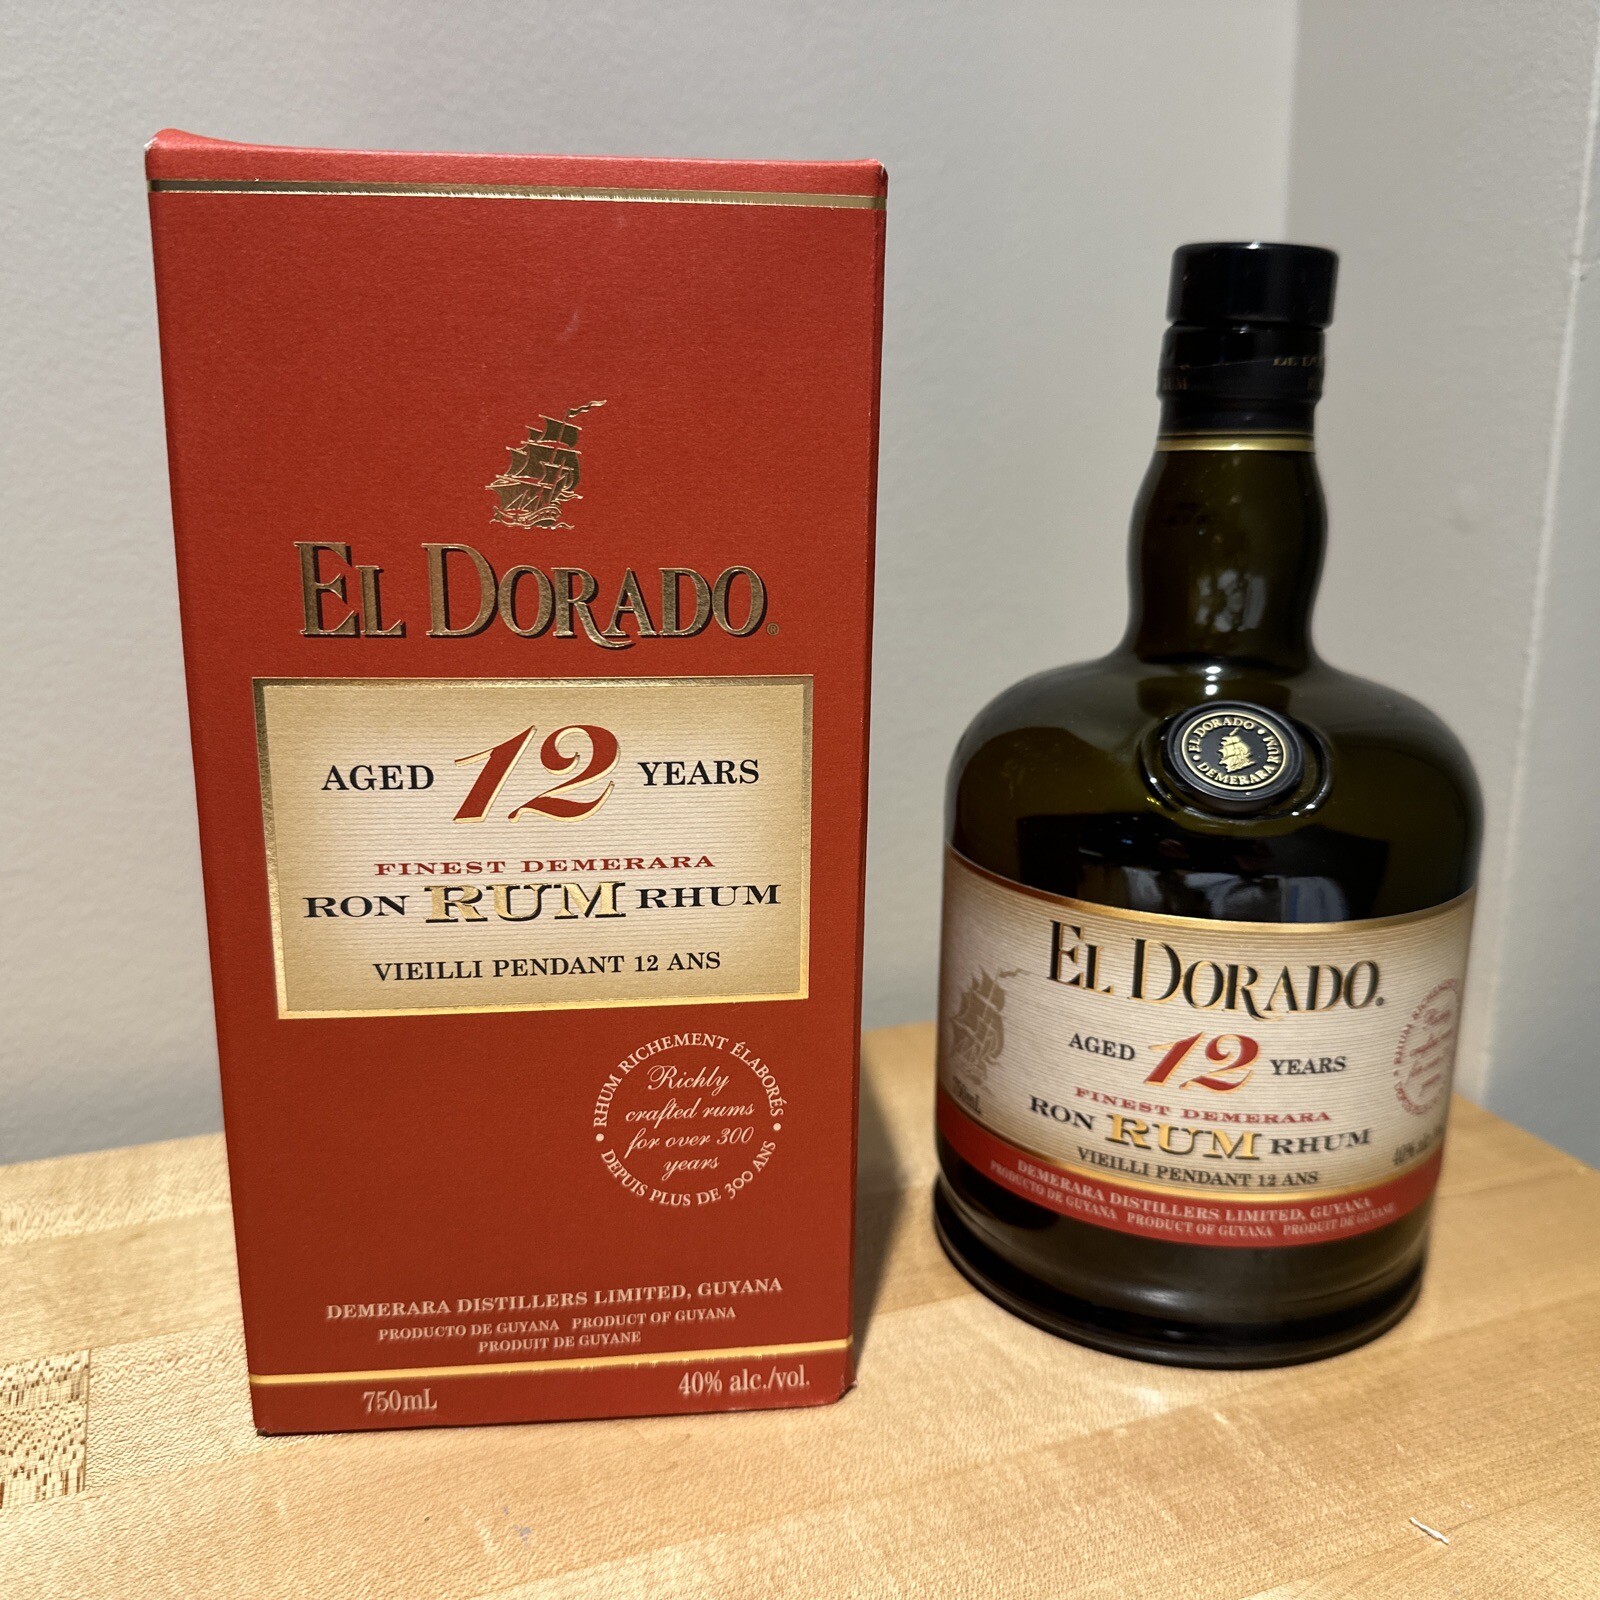 EL DORADO®
AGED 12 YEARS
FINEST DEMERARA
RON RUM RHUM
VIEILLI PENDANT 12 ANS
RHUM RICHEMENT ÉLABORÉS • DEPUIS PLUS DE 300 ANS •
Richly
crafted rums
for over 300
years
DEMERARA DISTILLERS LIMITED, GUYANA
PRODUCTO DE GUYANA PRODUCT OF GUYANA
PRODUIT DE GUYANE
750mL 40% alc./vol.
EL DORADO • DEMERARA RUM •
EL DORADO.
AGED 12 YEARS
FINEST DEMERARA
RON RUM RHUM
VIEILLI PENDANT 12 ANS
750mL
40%
DEMERARA DISTILLERS LIMITED, GUYANA
PRODUCTO DE GUYANA PRODUCT OF GUYANA PRODUIT DE GUYANE